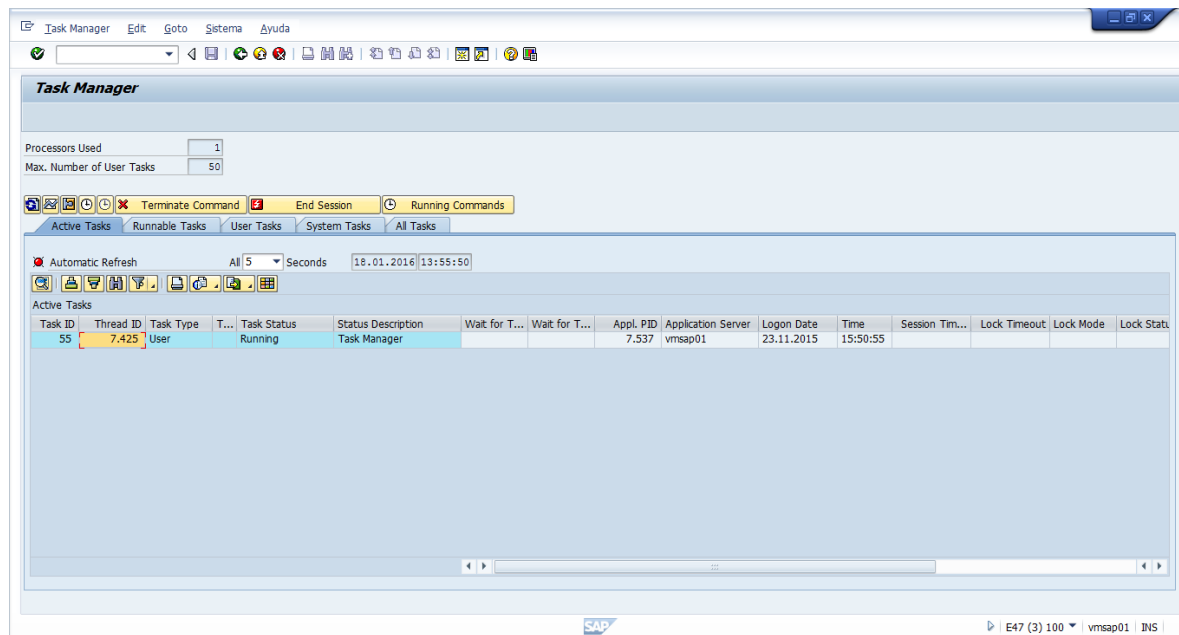 Task Manager Edit Goto Sistema Ayuda
Task Manager
Processors Used 1
Max. Number of User Tasks 50
Terminate Command End Session Running Commands
Active Tasks Runnable Tasks User Tasks System Tasks All Tasks
Automatic Refresh All 5 Seconds 18.01.2016 13:55:50
Active Tasks
Task ID Thread ID Task Type T... Task Status Status Description Wait for T... Wait for T... Appl. PID Application Server Logon Date Time Session Tim... Lock Timeout Lock Mode Lock Statu
55 7.425 User Running Task Manager 7.537 vmsap01 23.11.2015 15:50:55
SAP E47 (3) 100 vmsap01 INS